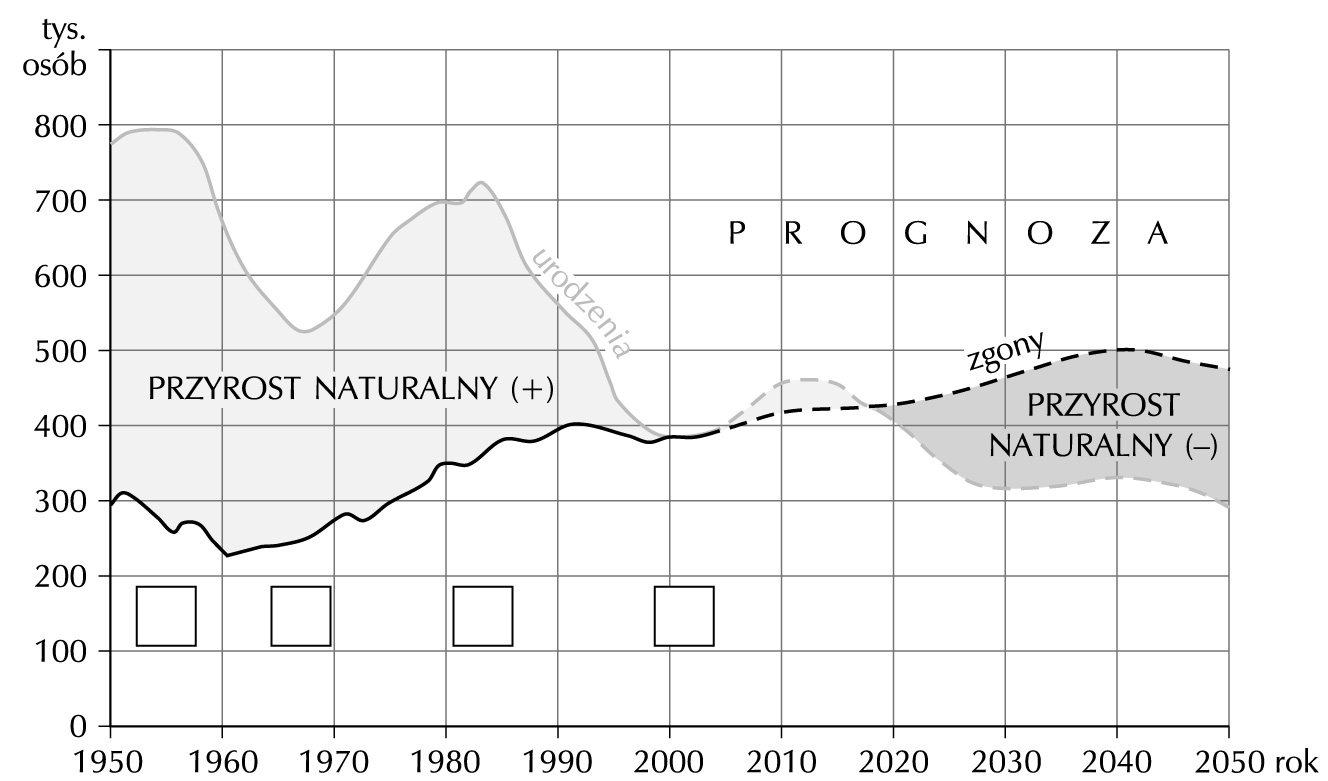 tys.
osób
800
700
600
500
400
300
200
100
0
P R O G N O Z A
urodzenia
zgony
PRZYROST NATURALNY (+)
PRZYROST
NATURALNY (–)
1950 1960 1970 1980 1990 2000 2010 2020 2030 2040 2050 rok